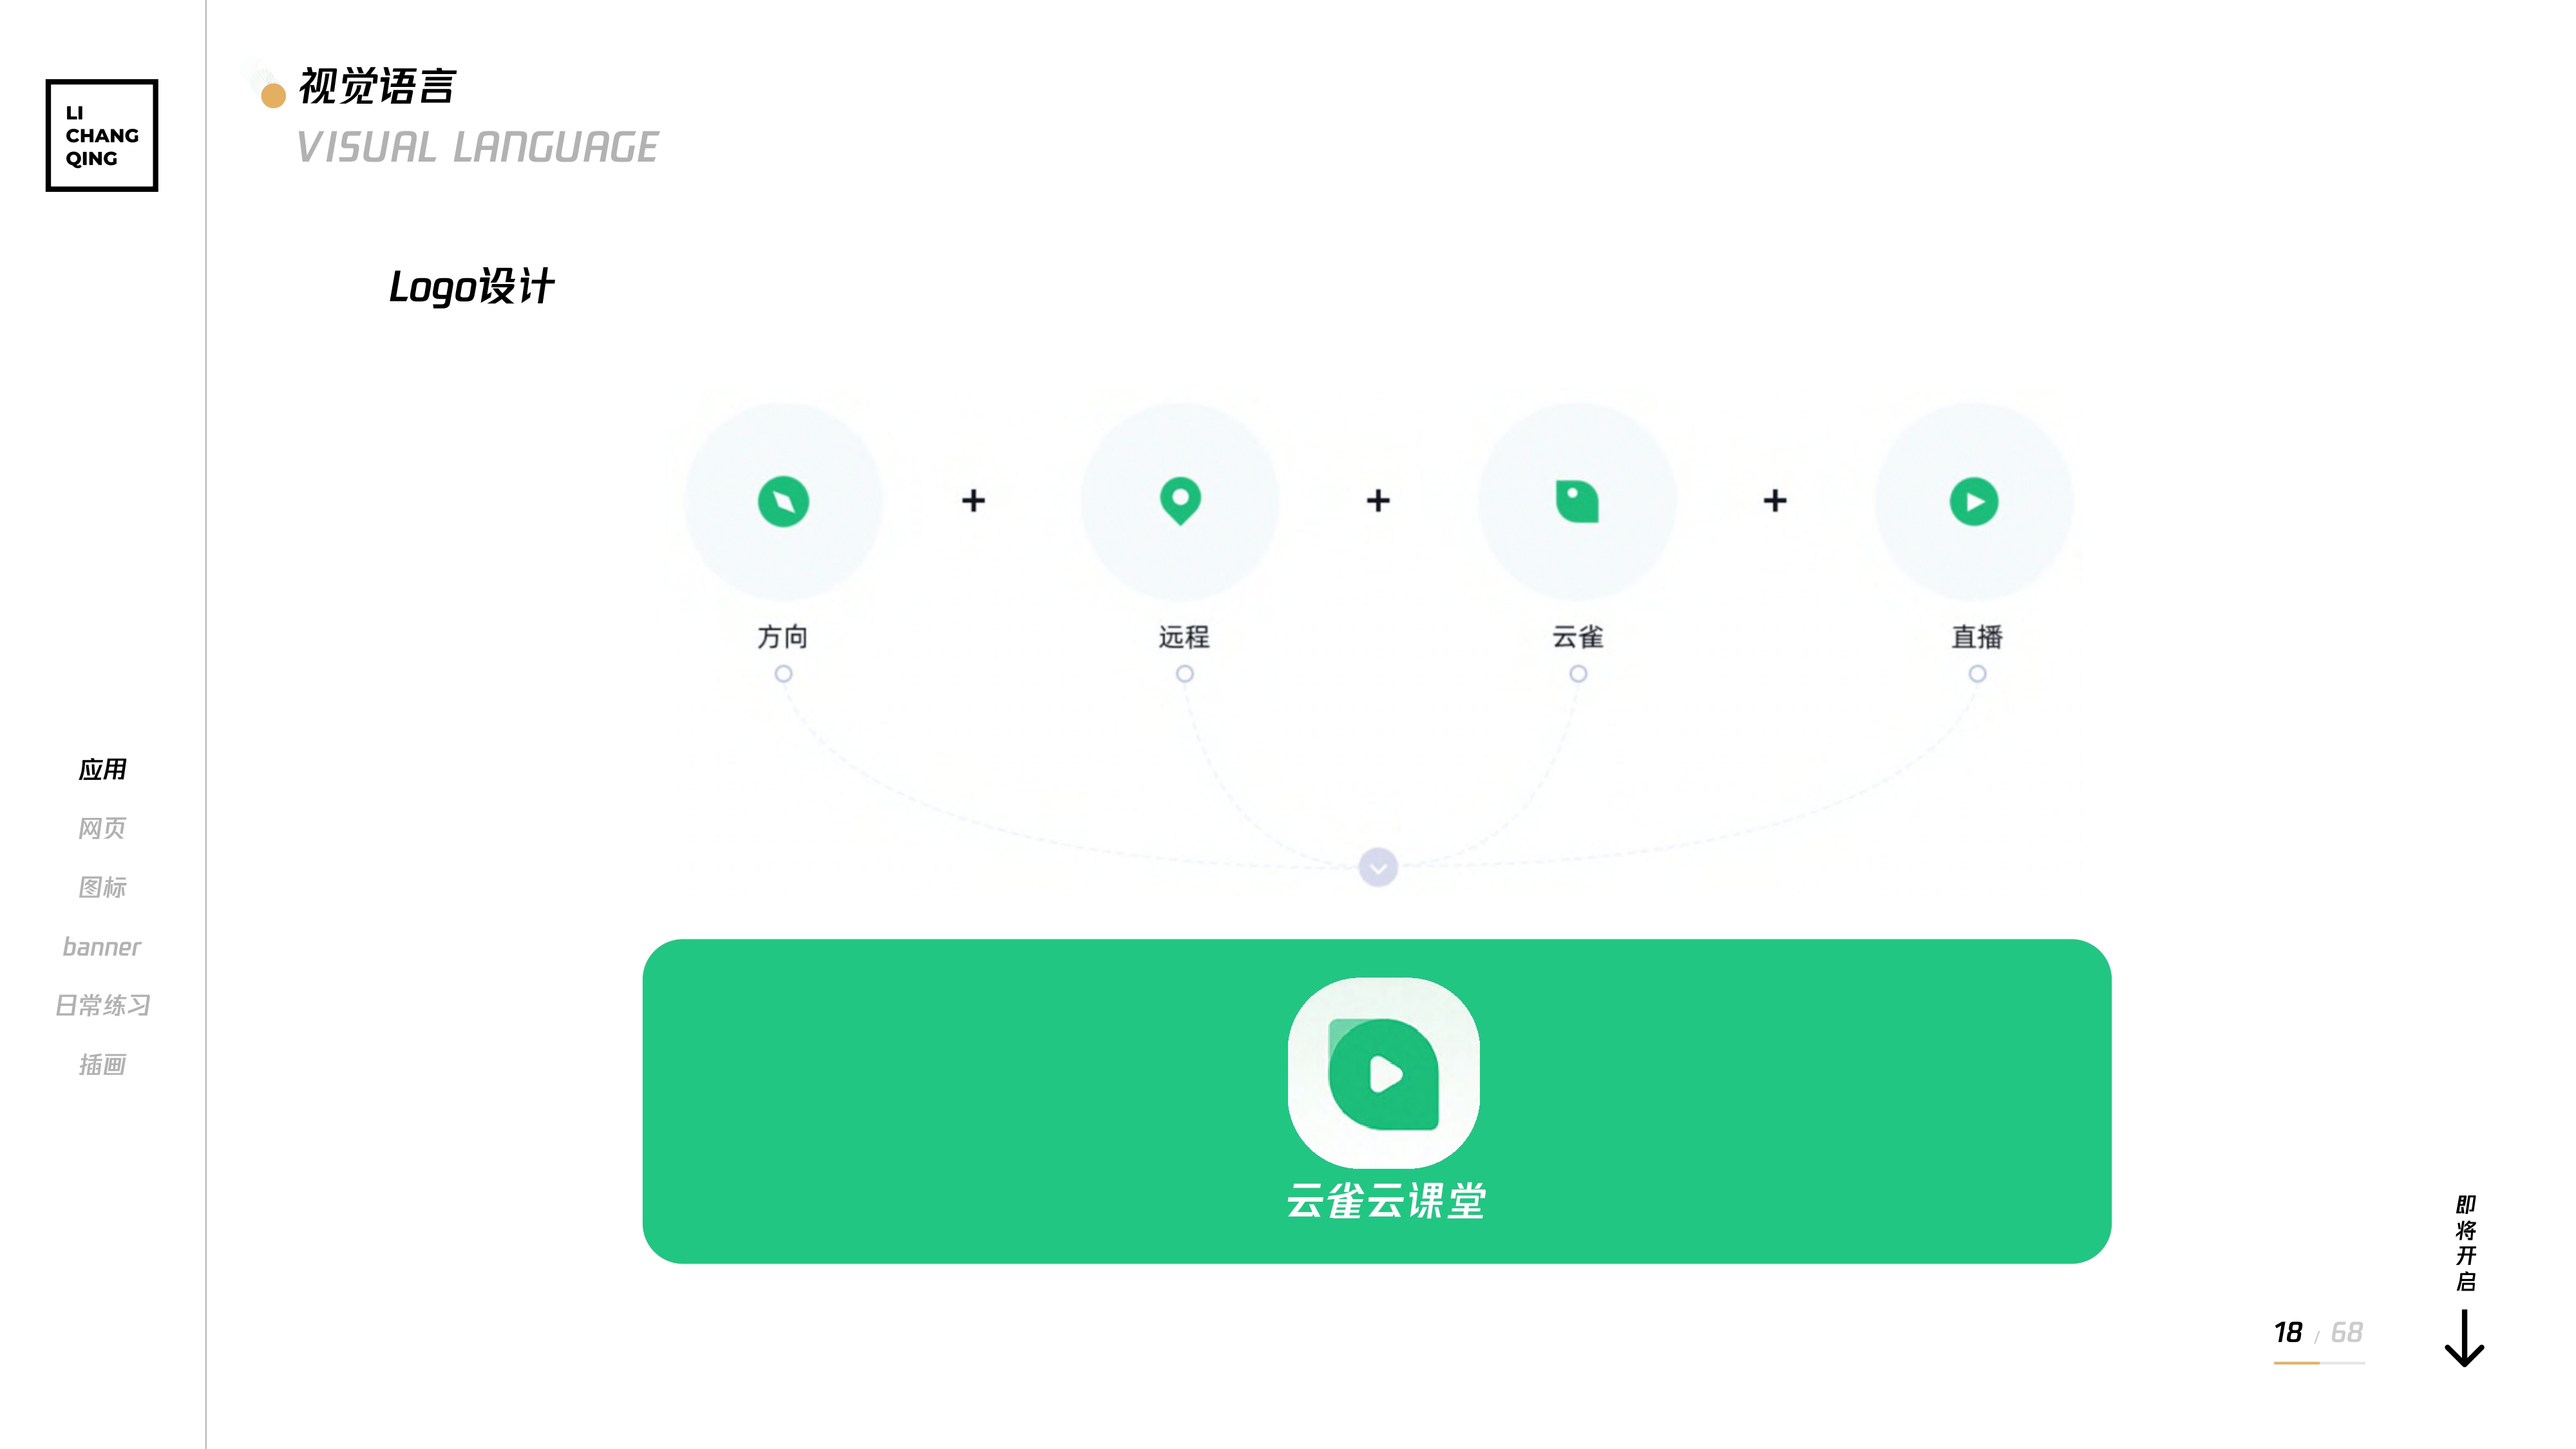 LI
CHANG
QING
视觉语言
VISUAL LANGUAGE
Logo设计
+ + +
方向 远程 云雀 直播
应用
网页
图标
banner
日常练习
插画
云雀云课堂
即将开启
18 / 68